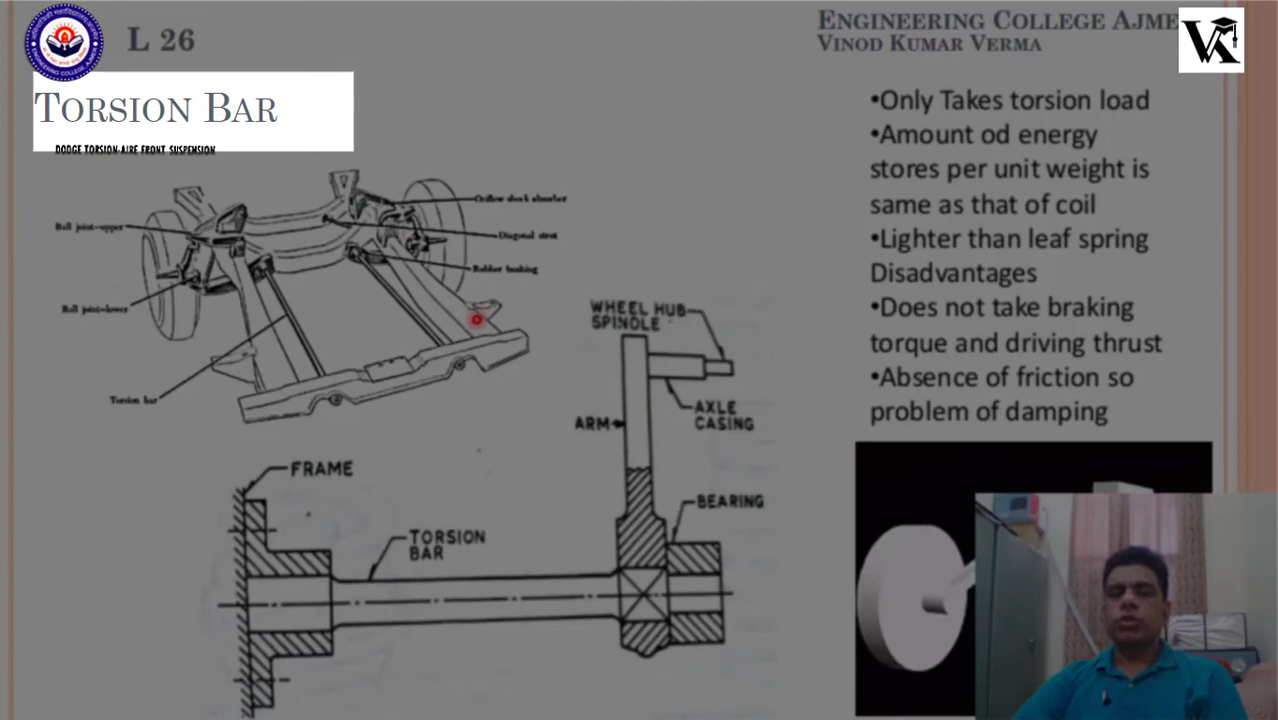 L 26
ENGINEERING COLLEGE AJME
VINOD KUMAR VERMA
TORSION BAR
DODGE TORSION-AIRE FRONT SUSPENSION
Oriflow shock absorber
Ball joint-upper
Diagonal strut
Rubber bushing
Ball joint-lower
Torsion bar
WHEEL HUB
SPINDLE
AXLE
CASING
ARM
FRAME
BEARING
TORSION
BAR
•Only Takes torsion load
•Amount od energy
stores per unit weight is
same as that of coil
•Lighter than leaf spring
Disadvantages
•Does not take braking
torque and driving thrust
•Absence of friction so
problem of damping